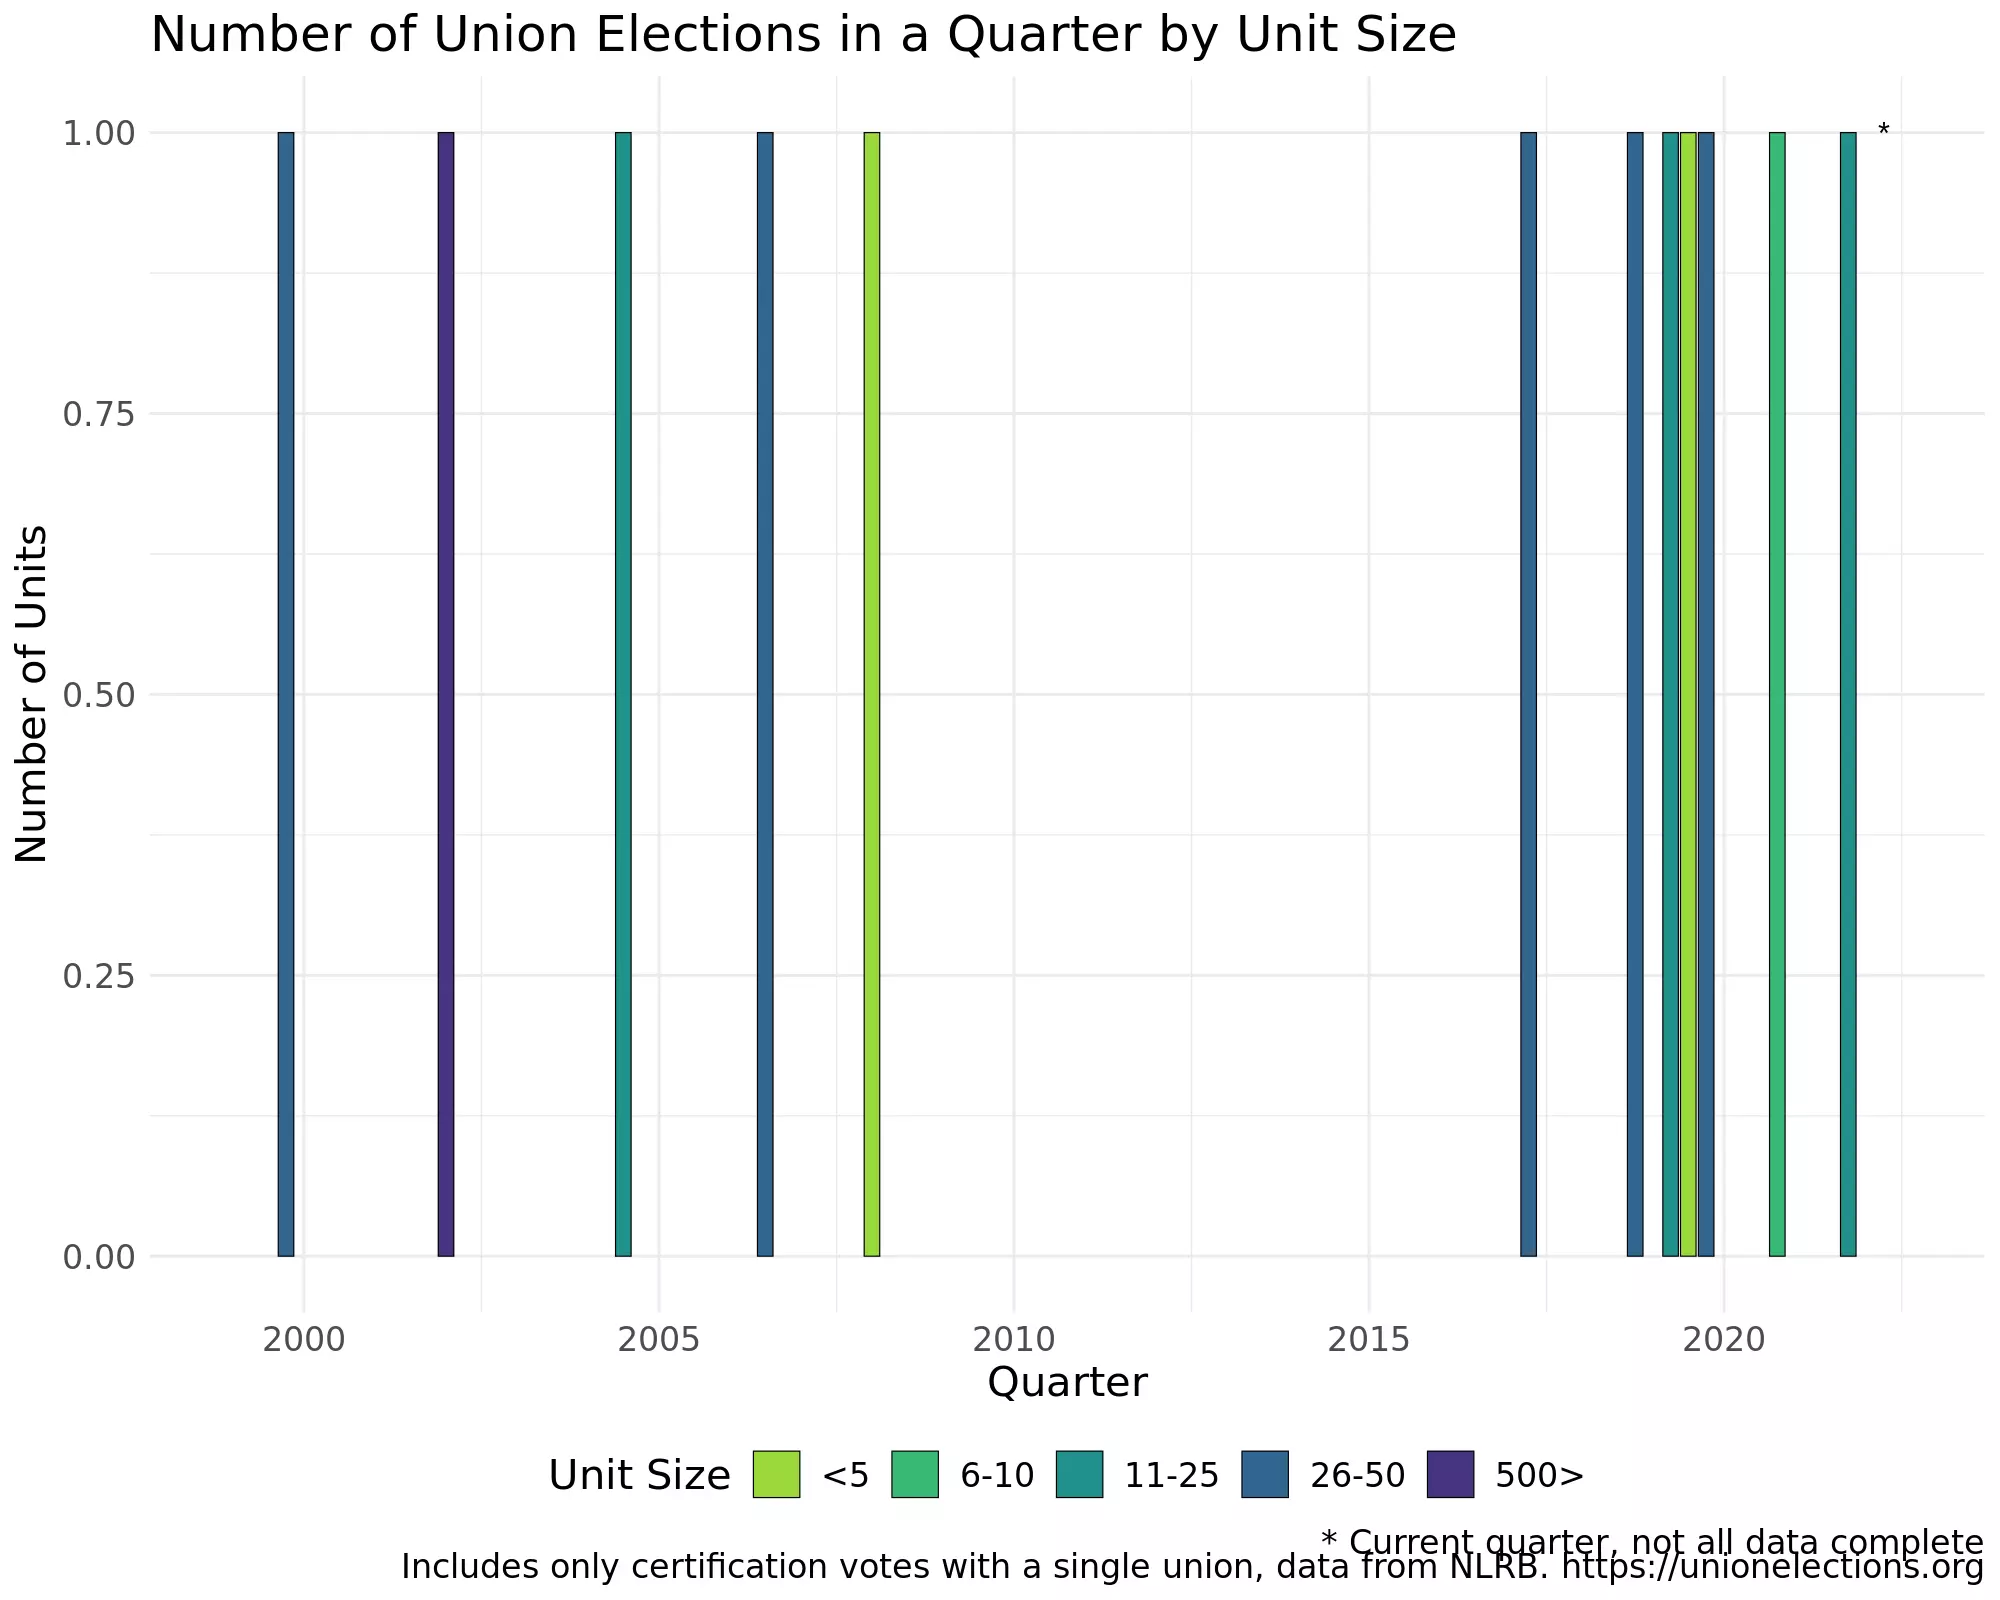 Number of Union Elections in a Quarter by Unit Size
1.00
*
0.75
0.50
0.25
0.00
Number of Units
2000 2005 2010 2015 2020
Quarter
Unit Size <5 6-10 11-25 26-50 500>
* Current quarter, not all data complete
Includes only certification votes with a single union, data from NLRB. https://unionelections.org